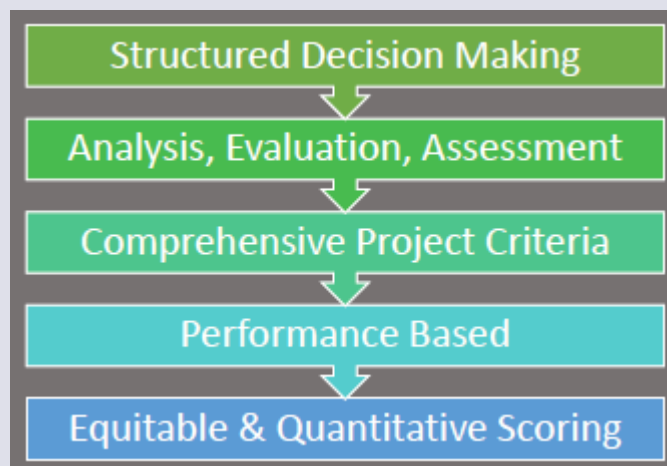 Structured Decision Making
Analysis, Evaluation, Assessment
Comprehensive Project Criteria
Performance Based
Equitable & Quantitative Scoring